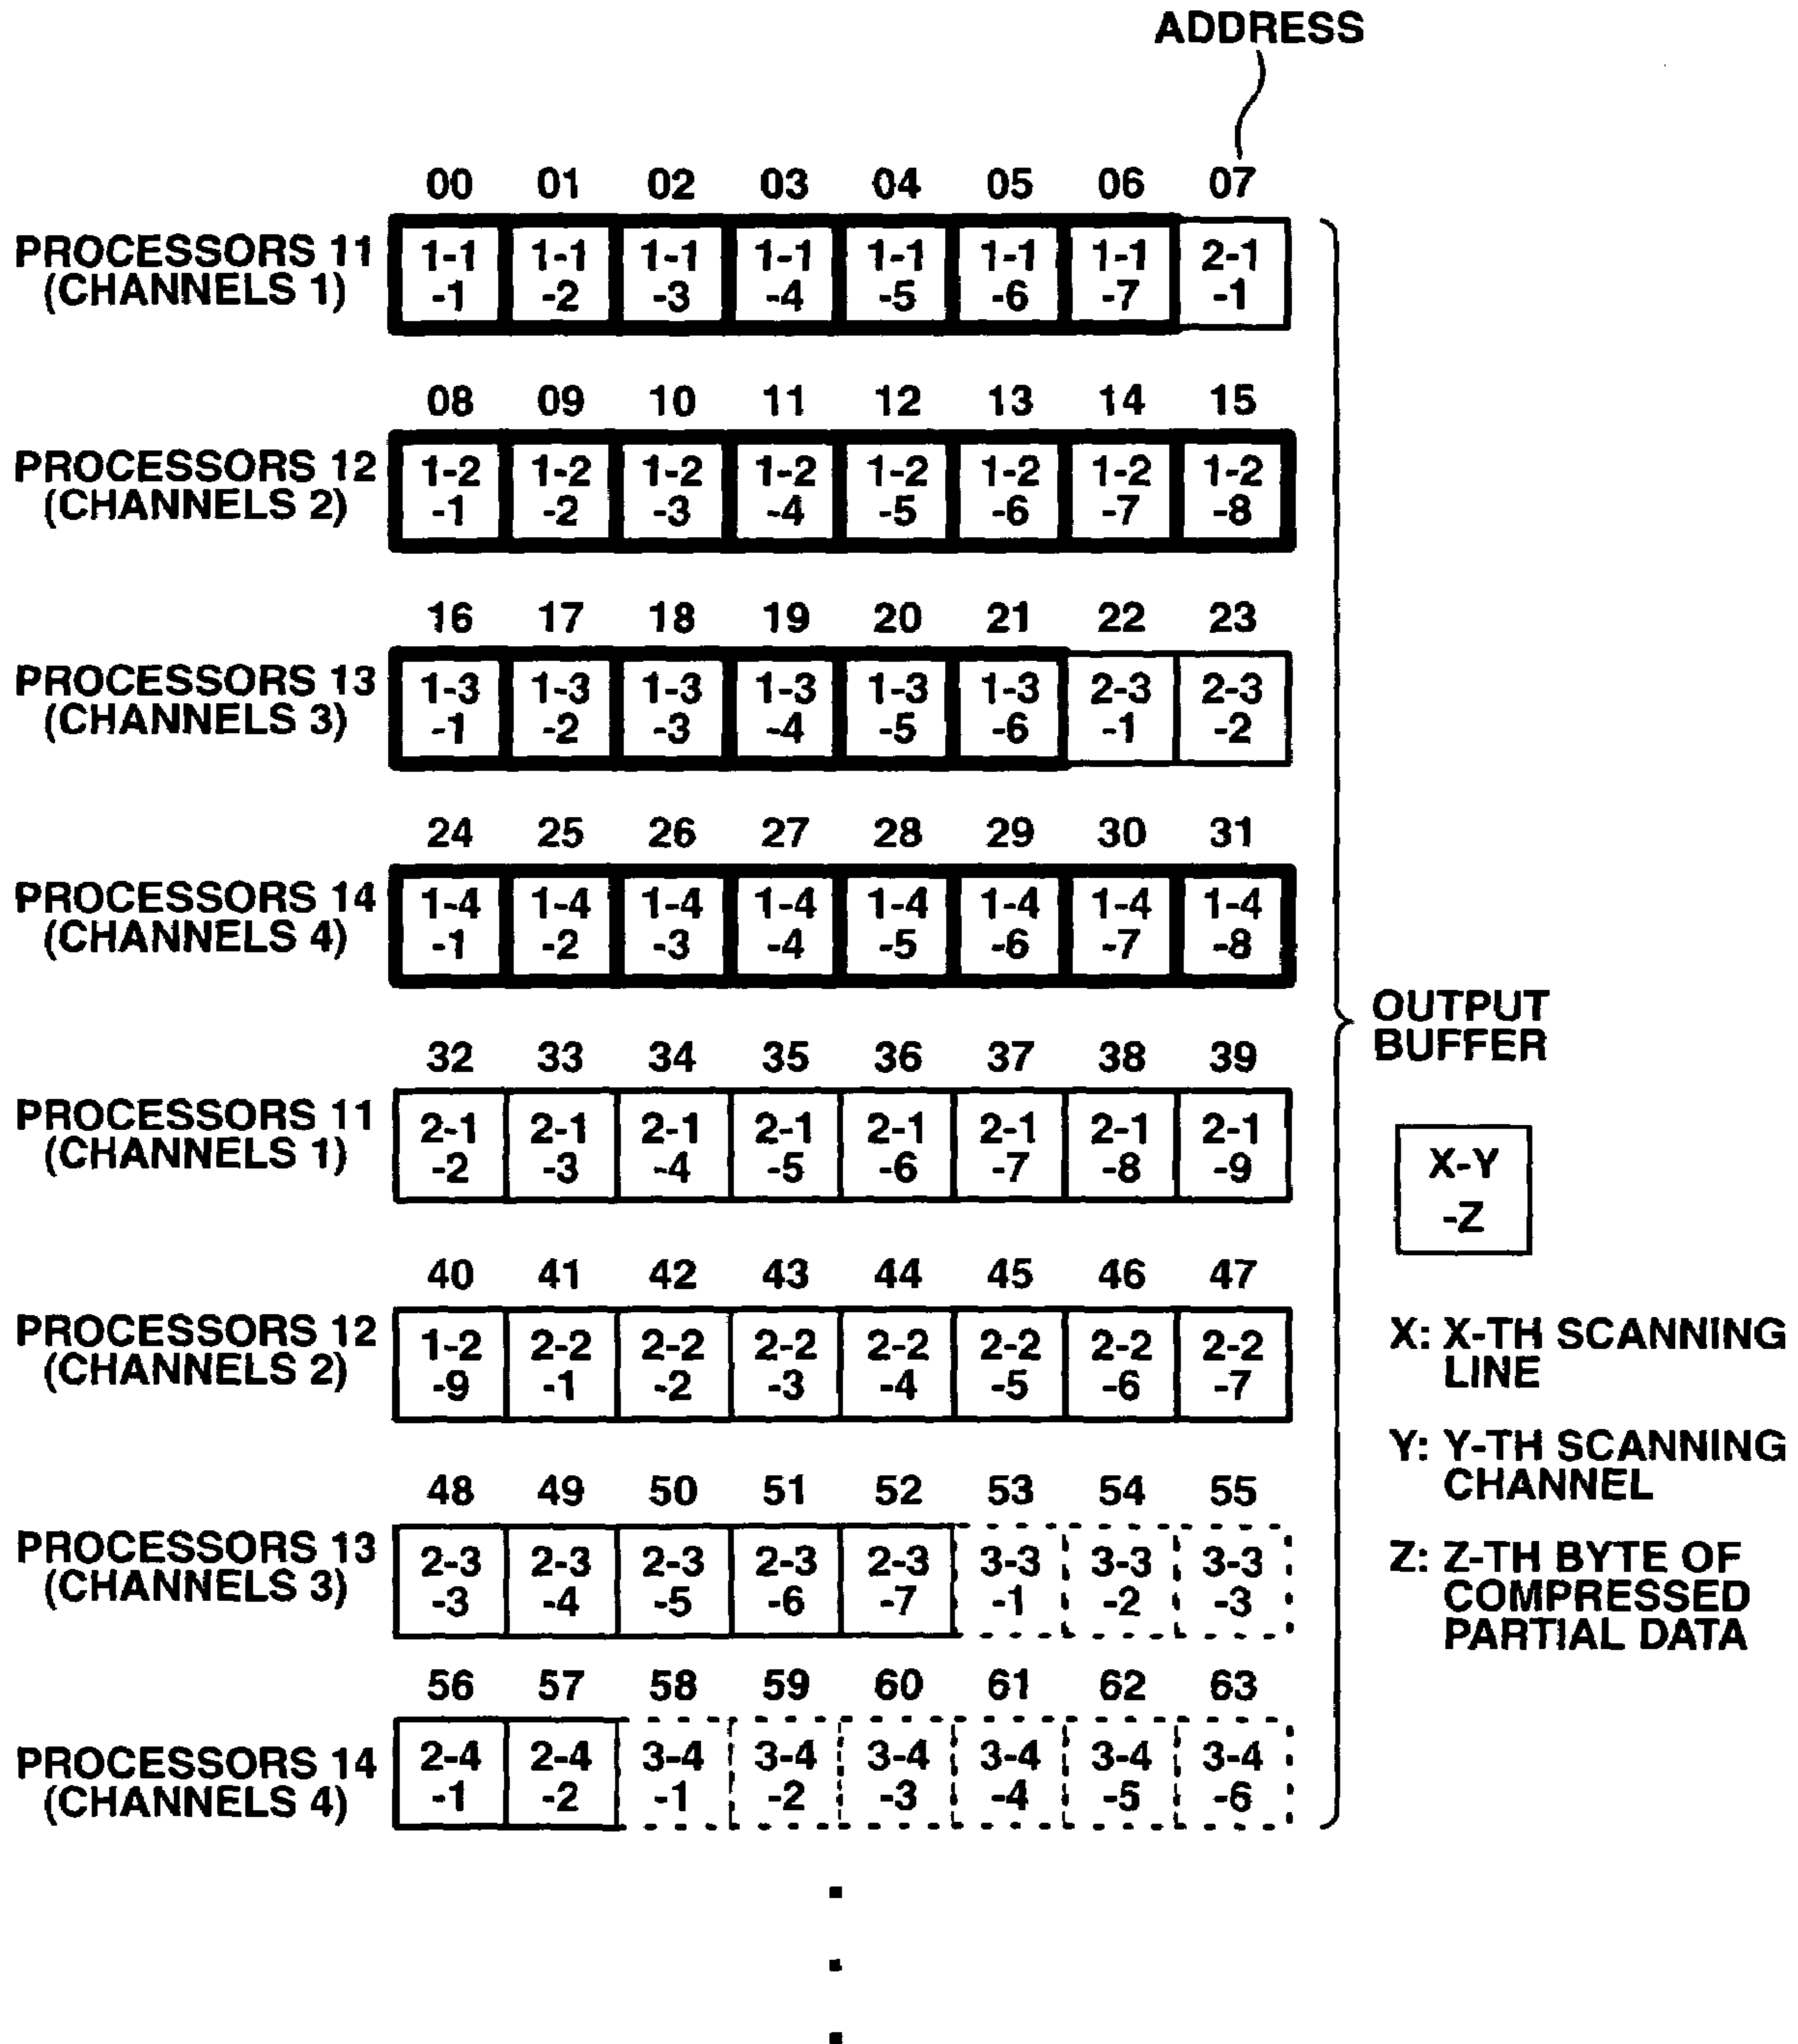 ADDRESS
00 01 02 03 04 05 06 07
PROCESSORS 11
(CHANNELS 1)
1-1 1-1 1-1 1-1 1-1 1-1 1-1 2-1
-1 -2 -3 -4 -5 -6 -7 -1
08 09 10 11 12 13 14 15
PROCESSORS 12
(CHANNELS 2)
1-2 1-2 1-2 1-2 1-2 1-2 1-2 1-2
-1 -2 -3 -4 -5 -6 -7 -8
16 17 18 19 20 21 22 23
PROCESSORS 13
(CHANNELS 3)
1-3 1-3 1-3 1-3 1-3 1-3 2-3 2-3
-1 -2 -3 -4 -5 -6 -1 -2
24 25 26 27 28 29 30 31
PROCESSORS 14
(CHANNELS 4)
1-4 1-4 1-4 1-4 1-4 1-4 1-4 1-4
-1 -2 -3 -4 -5 -6 -7 -8
32 33 34 35 36 37 38 39
PROCESSORS 11
(CHANNELS 1)
2-1 2-1 2-1 2-1 2-1 2-1 2-1 2-1
-2 -3 -4 -5 -6 -7 -8 -9
40 41 42 43 44 45 46 47
PROCESSORS 12
(CHANNELS 2)
1-2 2-2 2-2 2-2 2-2 2-2 2-2 2-2
-9 -1 -2 -3 -4 -5 -6 -7
48 49 50 51 52 53 54 55
PROCESSORS 13
(CHANNELS 3)
2-3 2-3 2-3 2-3 2-3 3-3 3-3 3-3
-3 -4 -5 -6 -7 -1 -2 -3
56 57 58 59 60 61 62 63
PROCESSORS 14
(CHANNELS 4)
2-4 2-4 3-4 3-4 3-4 3-4 3-4 3-4
-1 -2 -1 -2 -3 -4 -5 -6
OUTPUT
BUFFER
X-Y
-Z
X: X-TH SCANNING
LINE
Y: Y-TH SCANNING
CHANNEL
Z: Z-TH BYTE OF
COMPRESSED
PARTIAL DATA